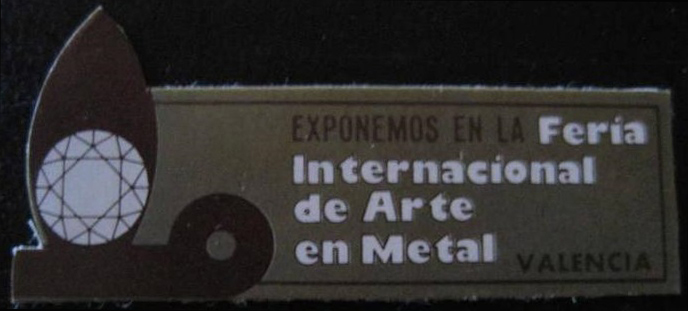 EXPONEMOS EN LA Feria
Internacional
de Arte
en Metal VALENCIA